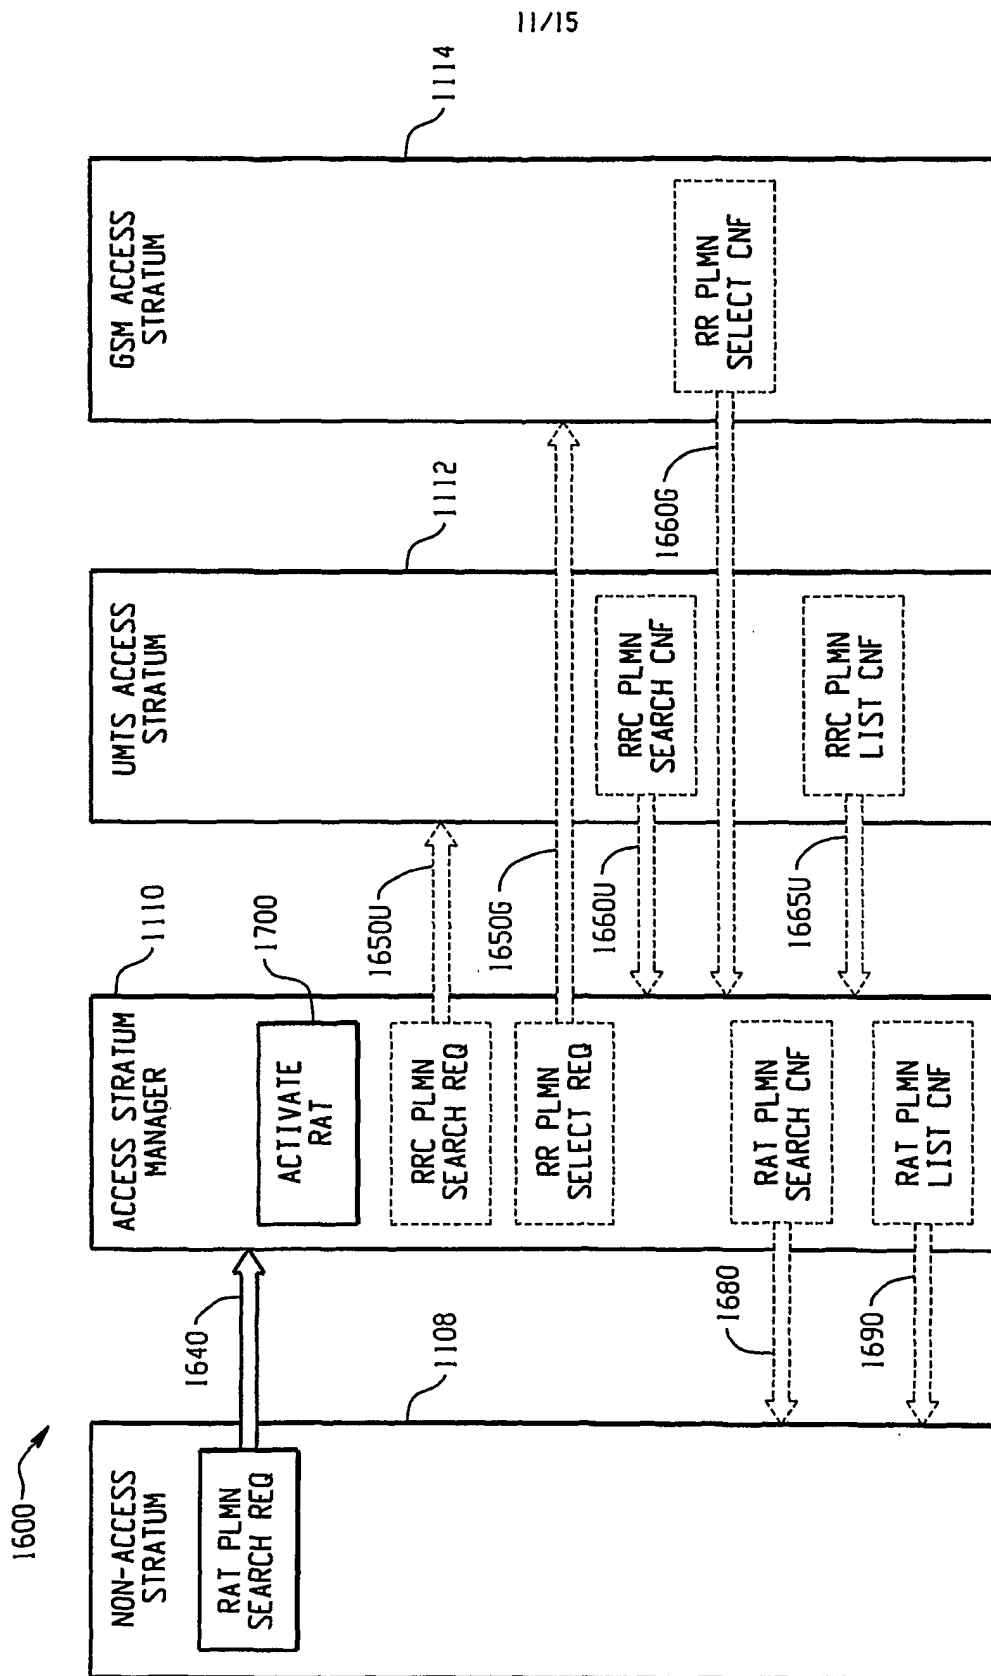 11/15
1600
NON-ACCESS
STRATUM
1108
RAT PLMN
SEARCH REQ
1640
ACCESS STRATUM
MANAGER
1110
ACTIVATE
RAT
1700
RRC PLMN
SEARCH REQ
1650U
RR PLMN
SELECT REQ
1650G
RAT PLMN
SEARCH CNF
1680
RAT PLMN
LIST CNF
1690
UMTS ACCESS
STRATUM
1112
RRC PLMN
SEARCH CNF
1660U
RRC PLMN
LIST CNF
1665U
GSM ACCESS
STRATUM
1114
RR PLMN
SELECT CNF
1660G